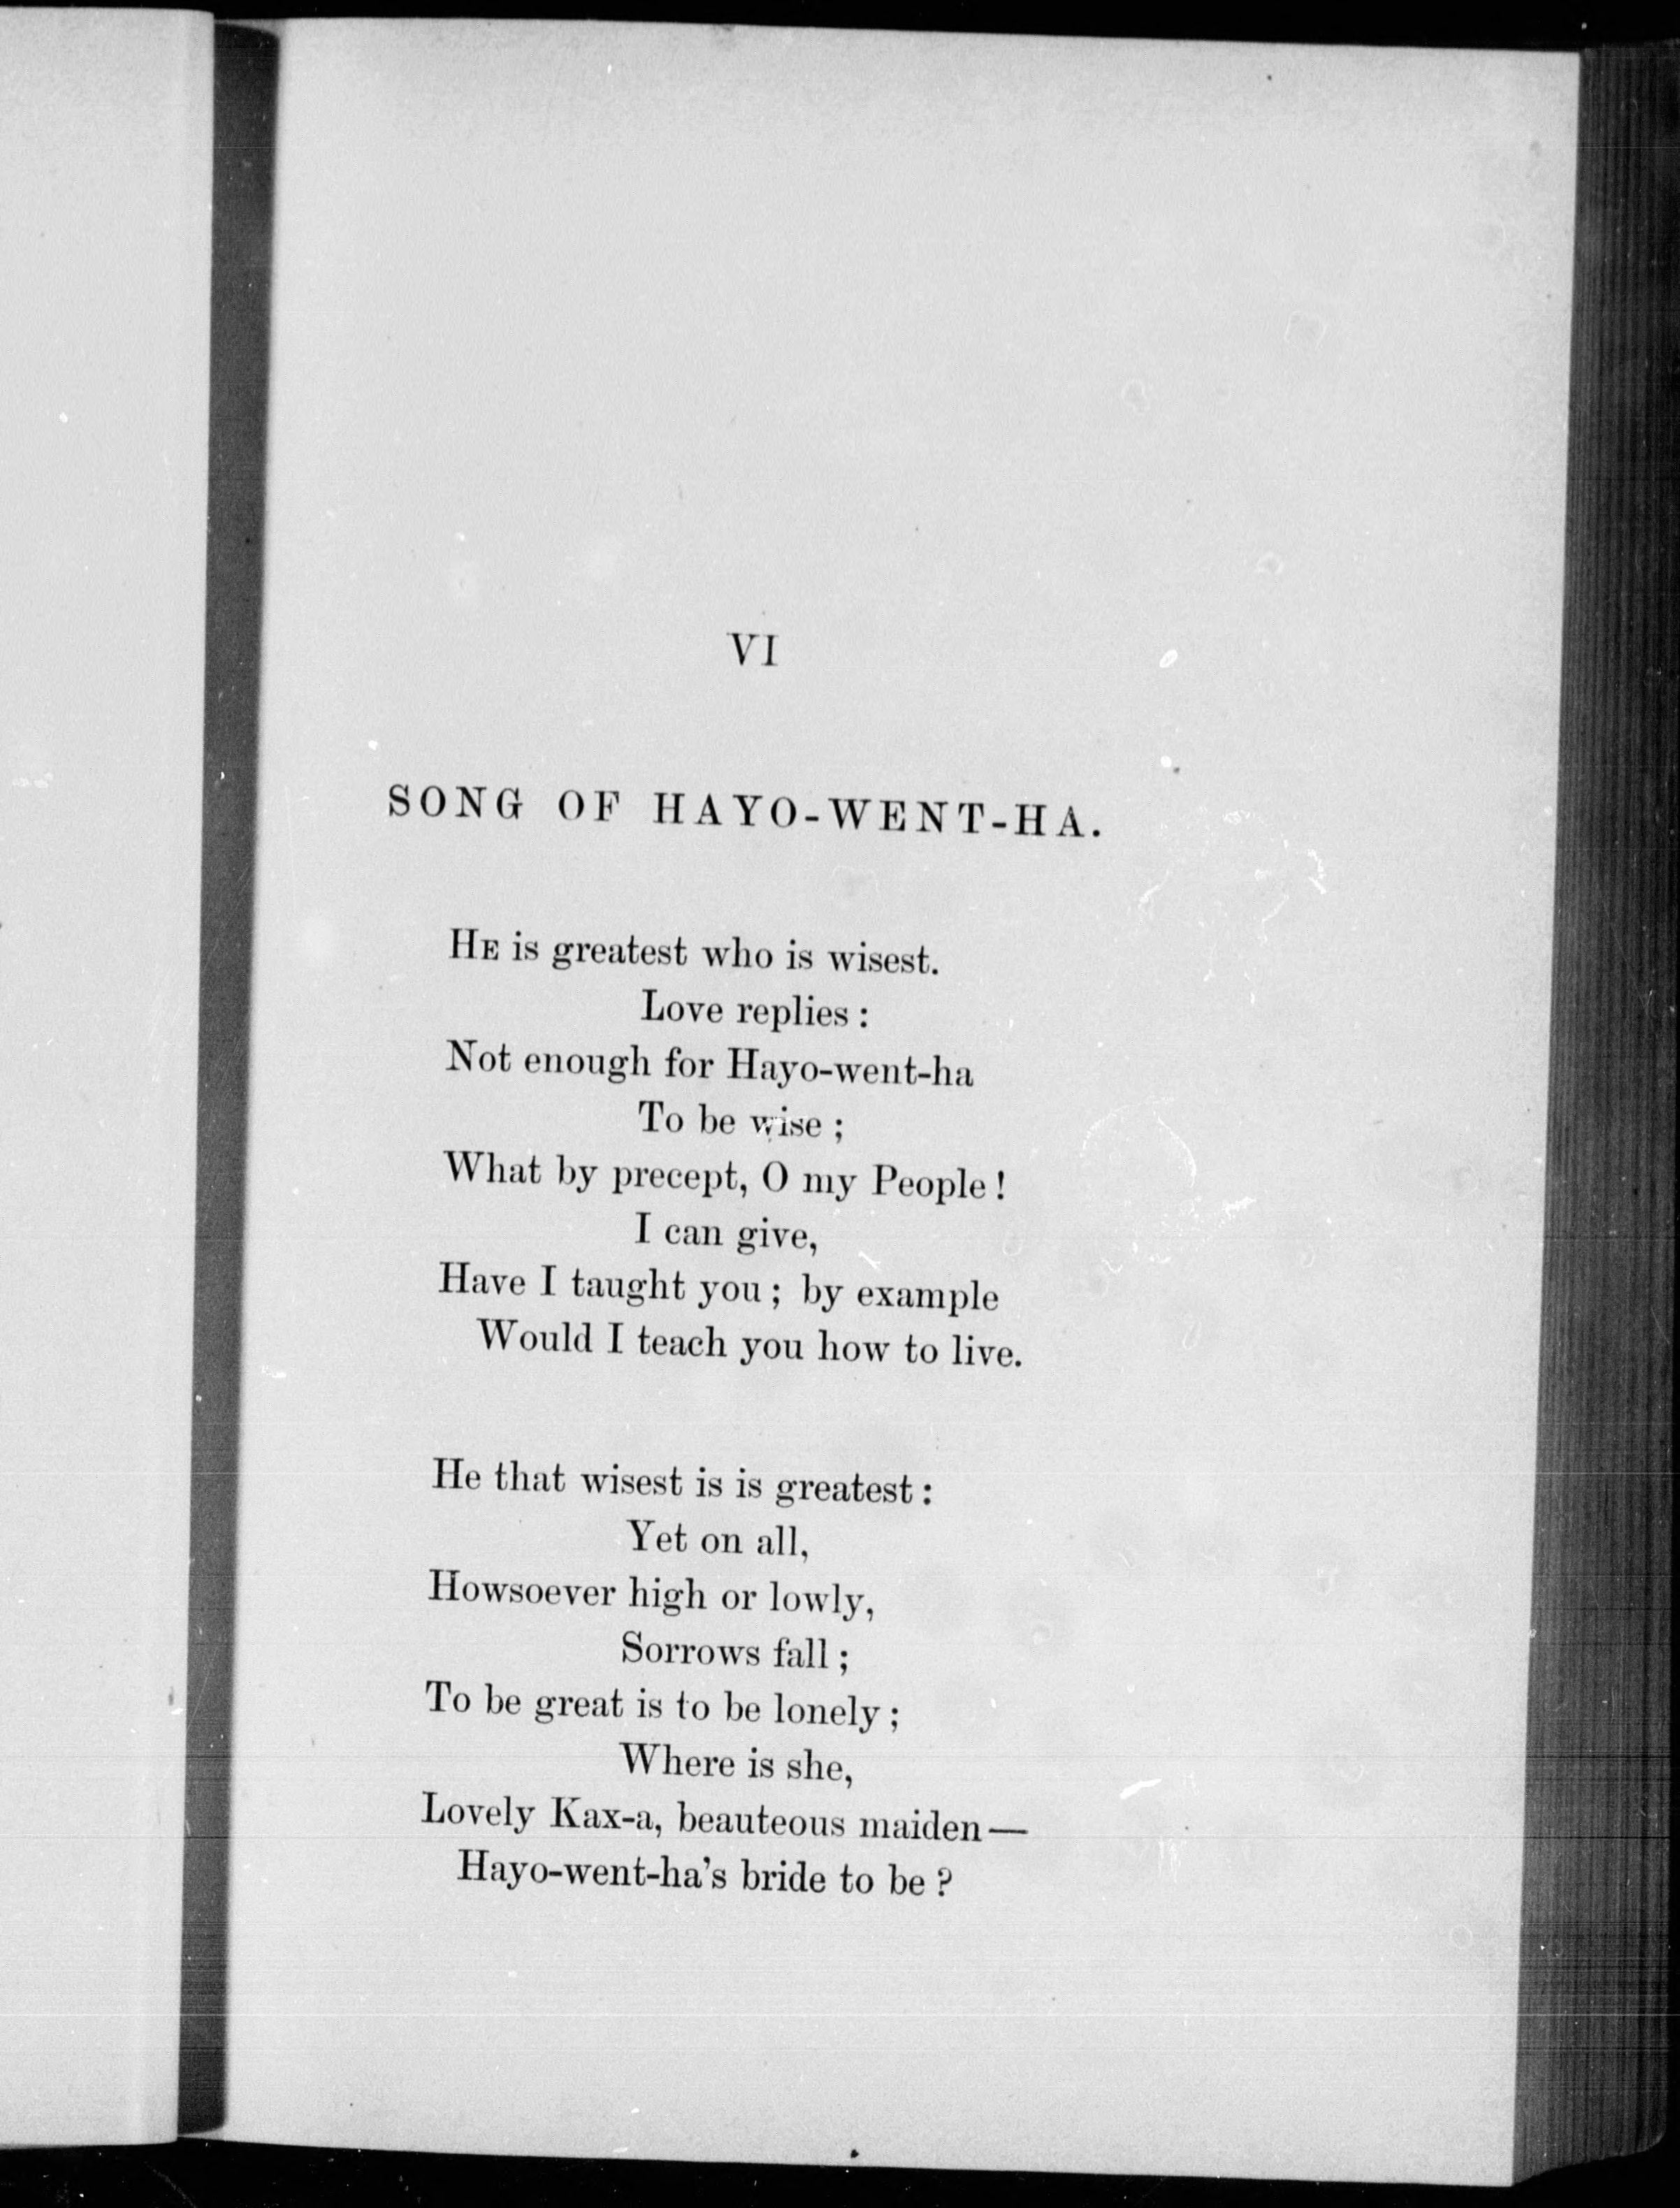 VI
SONG OF HAYO-WENT-HA.
HE is greatest who is wisest.
Love replies :
Not enough for Hayo-went-ha
To be wise ;
What by precept, O my People !
I can give,
Have I taught you ; by example
Would I teach you how to live.
He that wisest is is greatest :
Yet on all,
Howsoever high or lowly,
Sorrows fall ;
To be great is to be lonely ;
Where is she,
Lovely Kax-a, beauteous maiden—
Hayo-went-ha's bride to be ?